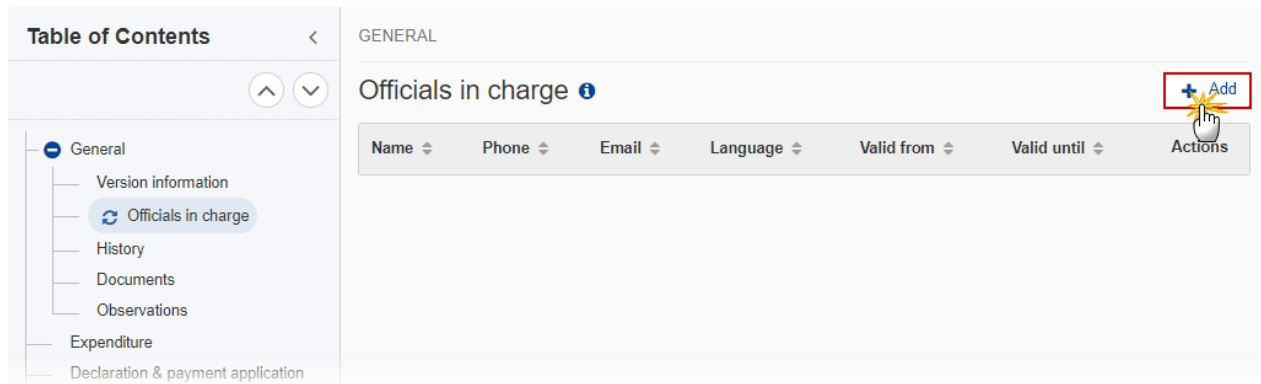 Table of Contents
General
Version information
Officials in charge
History
Documents
Observations
Expenditure
Declaration & payment application
GENERAL
Officials in charge
Add
Name Phone Email Language Valid from Valid until Actions